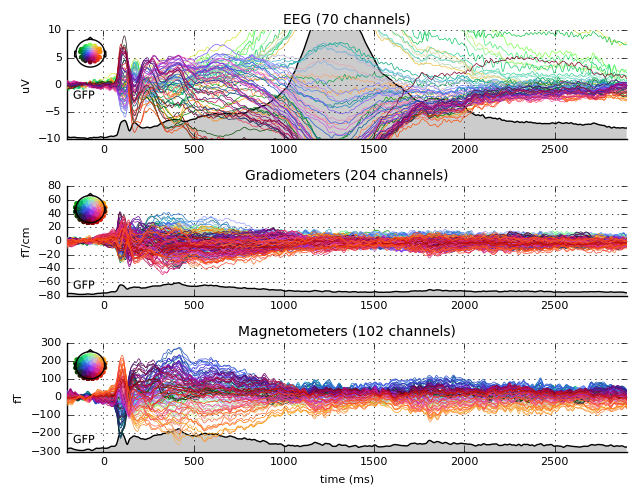 EEG (70 channels)
10
5
0
−5
−10
uV
GFP
0 500 1000 1500 2000 2500
Gradiometers (204 channels)
80
60
40
20
0
−20
−40
−60
−80
fT/cm
GFP
0 500 1000 1500 2000 2500
Magnetometers (102 channels)
300
200
100
0
−100
−200
−300
fT
GFP
0 500 1000 1500 2000 2500
time (ms)